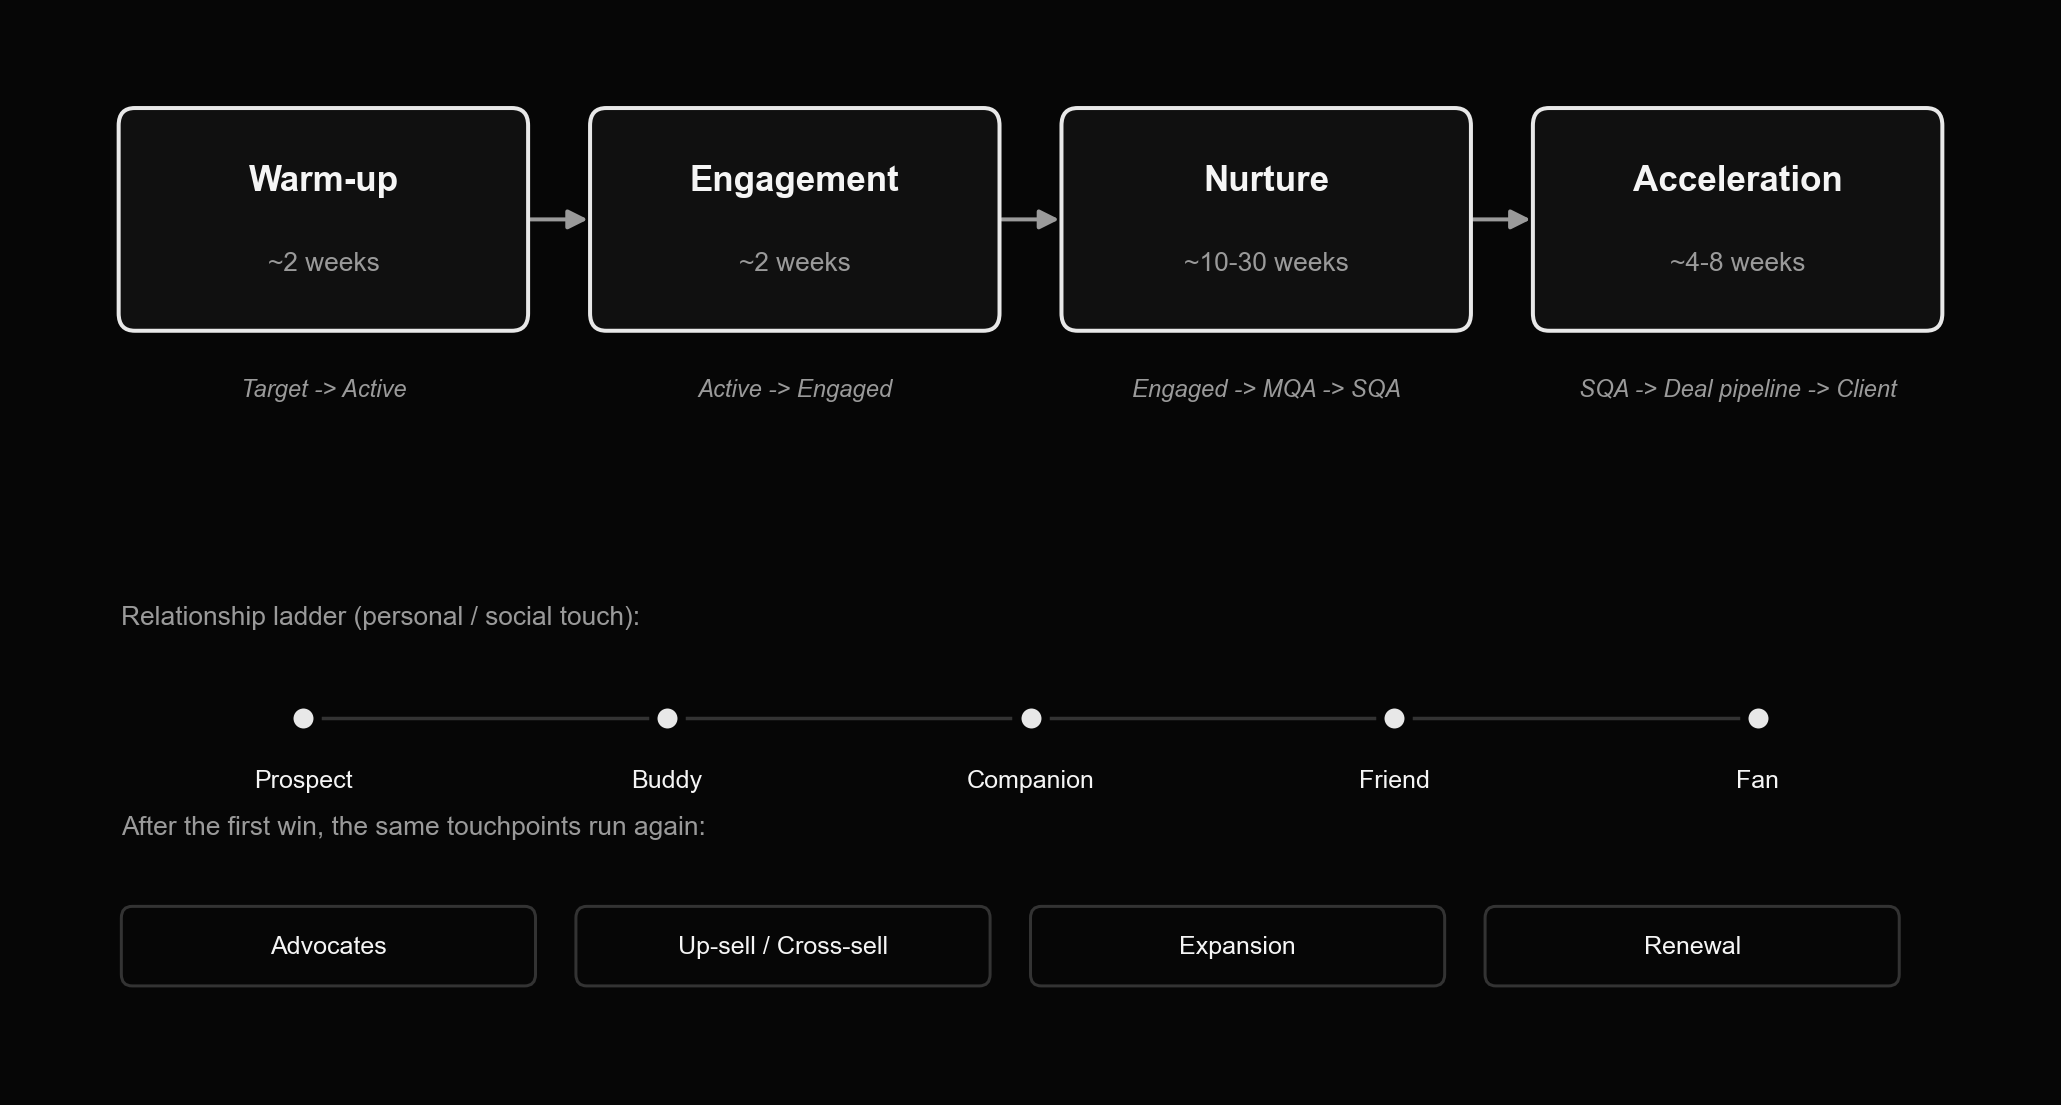 Warm-up
~2 weeks
Target -> Active
Engagement
~2 weeks
Active -> Engaged
Nurture
~10-30 weeks
Engaged -> MQA -> SQA
Acceleration
~4-8 weeks
SQA -> Deal pipeline -> Client
Relationship ladder (personal / social touch):
Prospect
Buddy
Companion
Friend
Fan
After the first win, the same touchpoints run again:
Advocates
Up-sell / Cross-sell
Expansion
Renewal